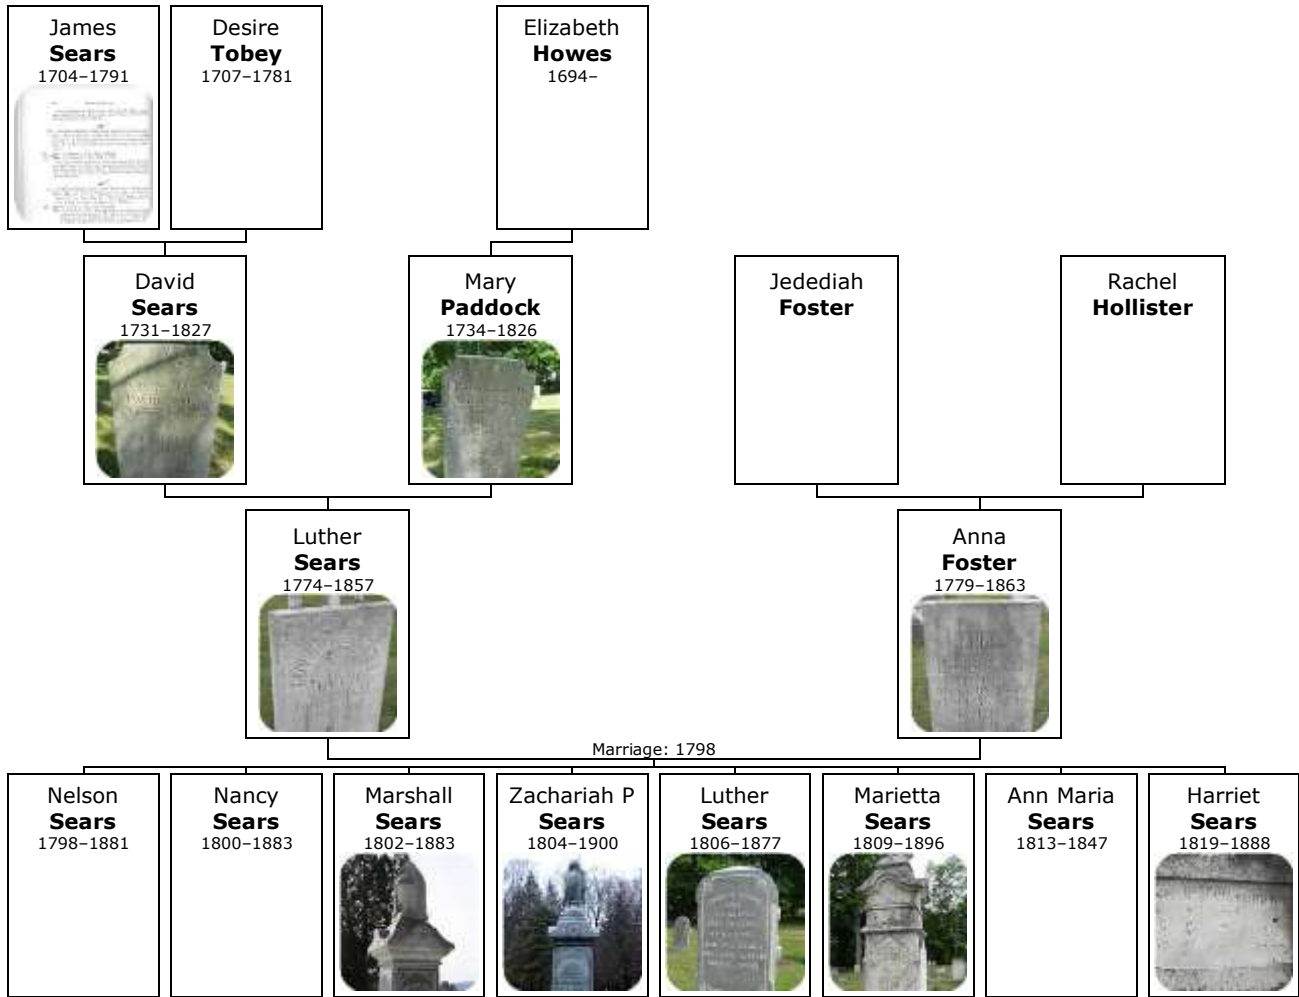 James
Sears
1704–1791
Desire
Tobey
1707–1781
Elizabeth
Howes
1694–
David
Sears
1731–1827
Mary
Paddock
1734–1826
Jedediah
Foster
Rachel
Hollister
Luther
Sears
1774–1857
Anna
Foster
1779–1863
Marriage: 1798
Nelson
Sears
1798–1881
Nancy
Sears
1800–1883
Marshall
Sears
1802–1883
Zachariah P
Sears
1804–1900
Luther
Sears
1806–1877
Marietta
Sears
1809–1896
Ann Maria
Sears
1813–1847
Harriet
Sears
1819–1888